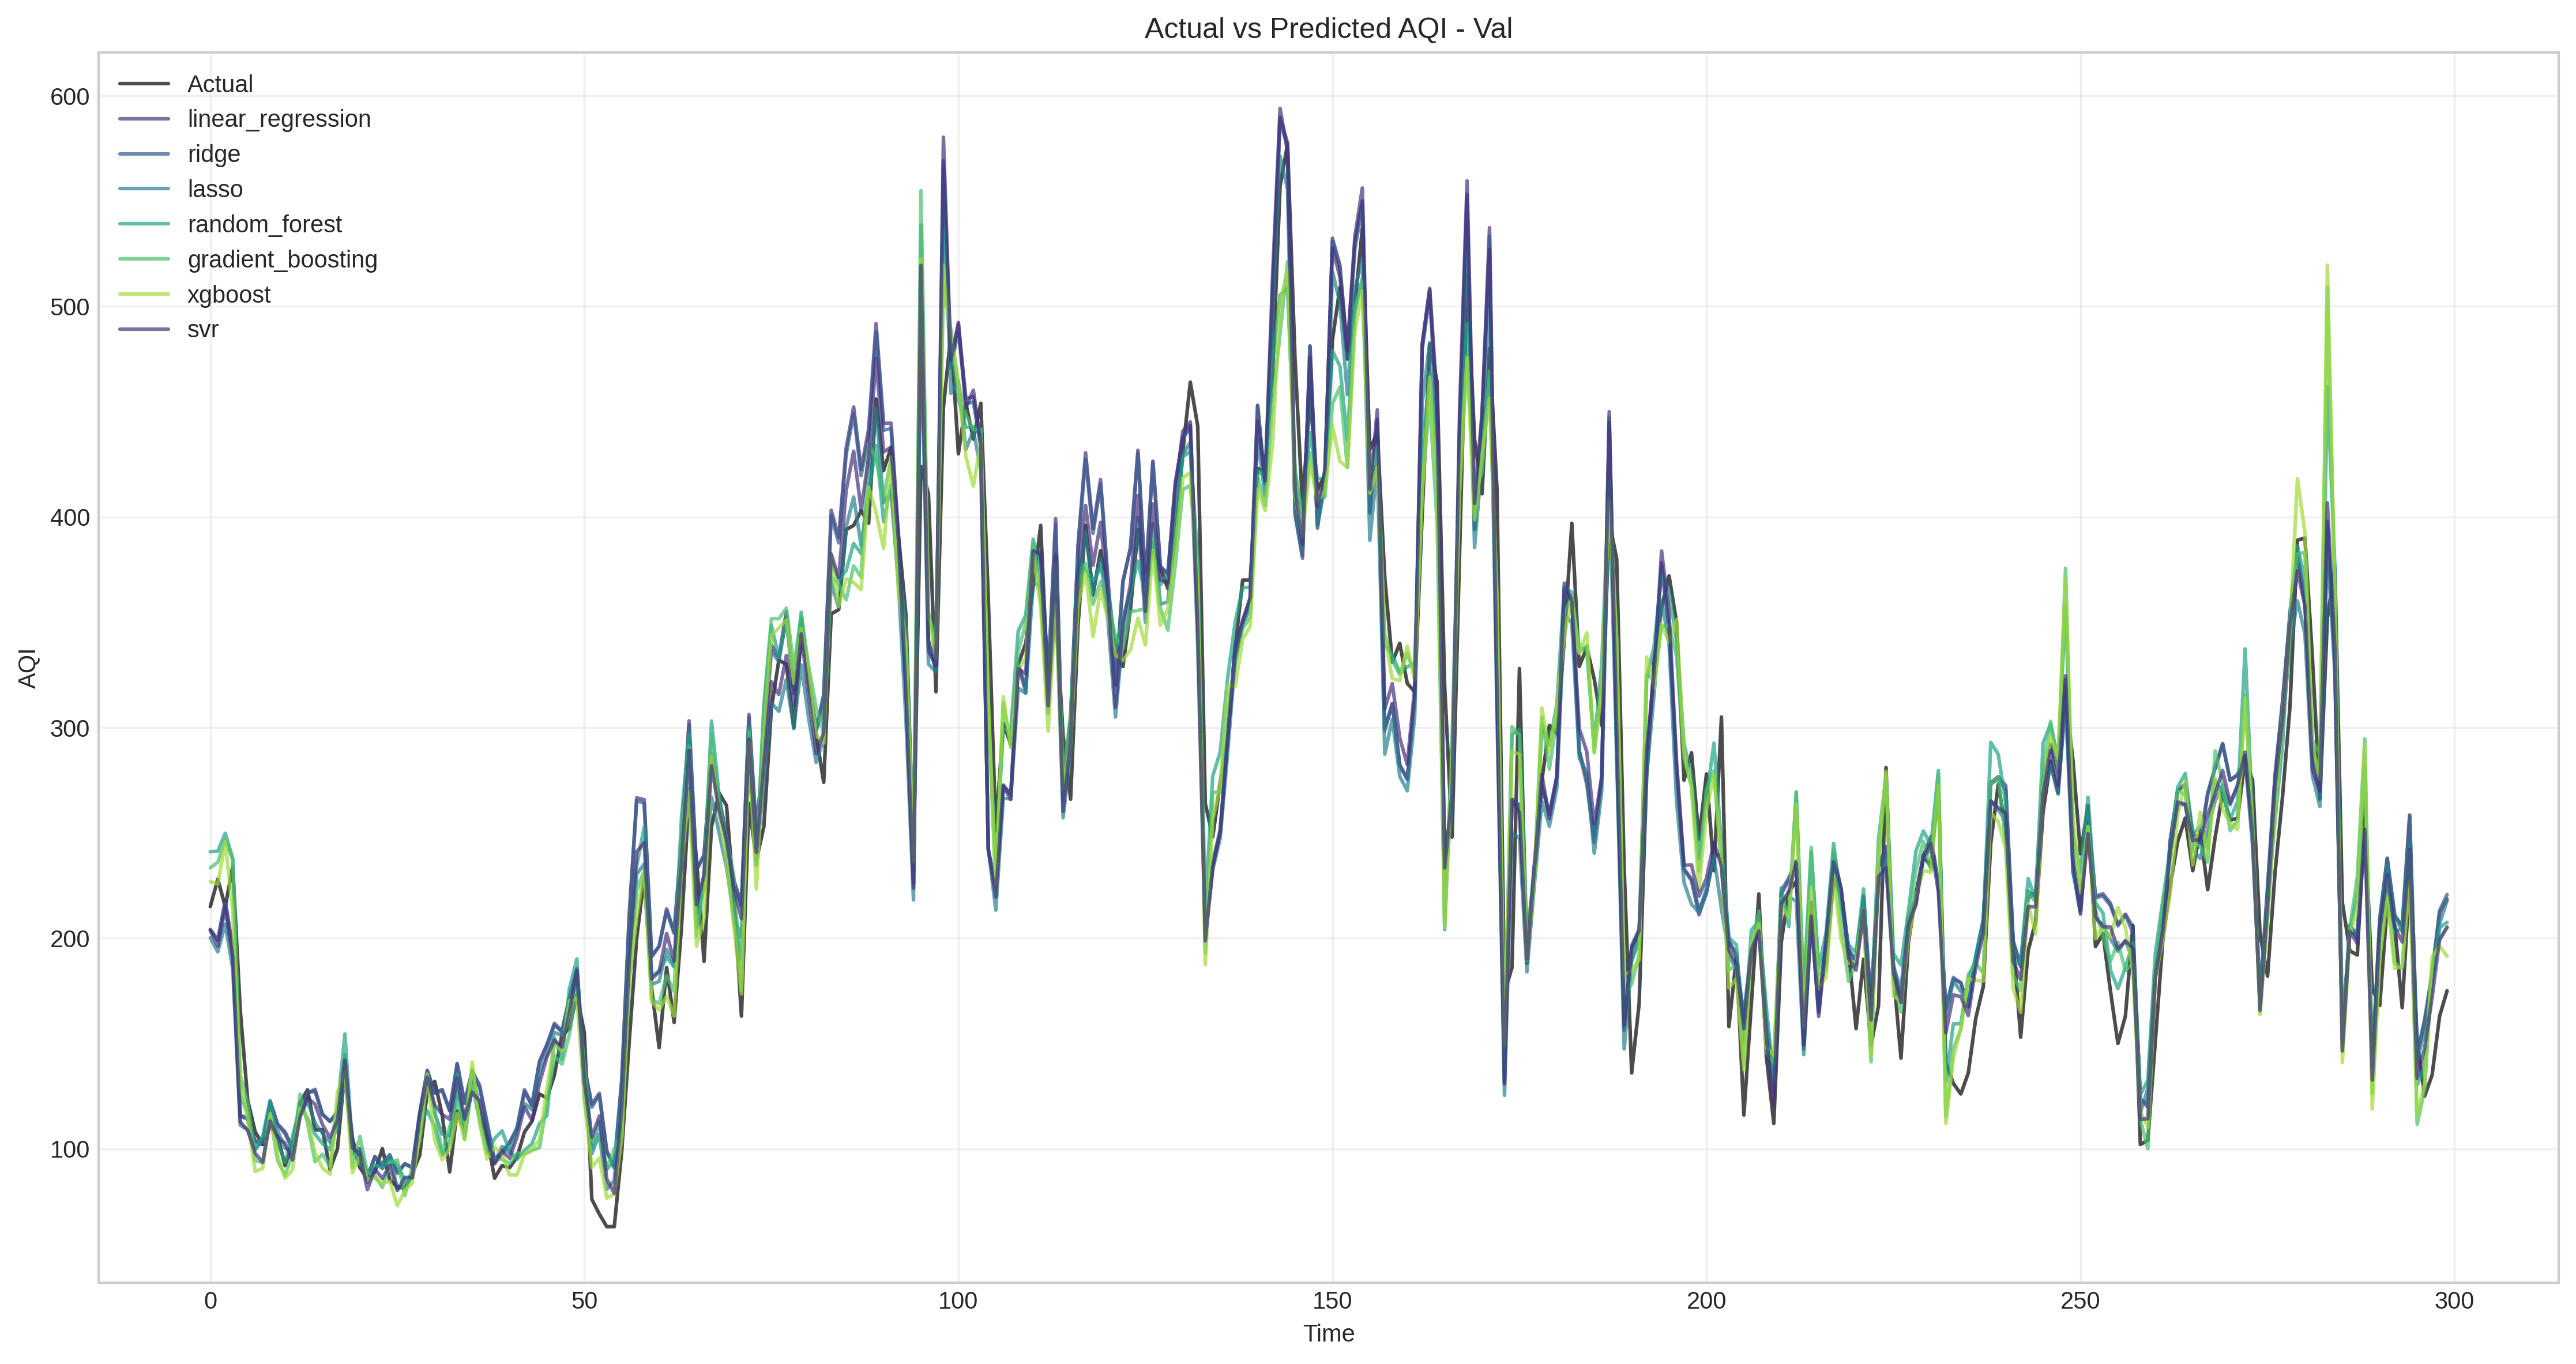 Actual vs Predicted AQI - Val
Actual
linear_regression
ridge
lasso
random_forest
gradient_boosting
xgboost
svr
AQI
600
500
400
300
200
100
0 50 100 150 200 250 300
Time